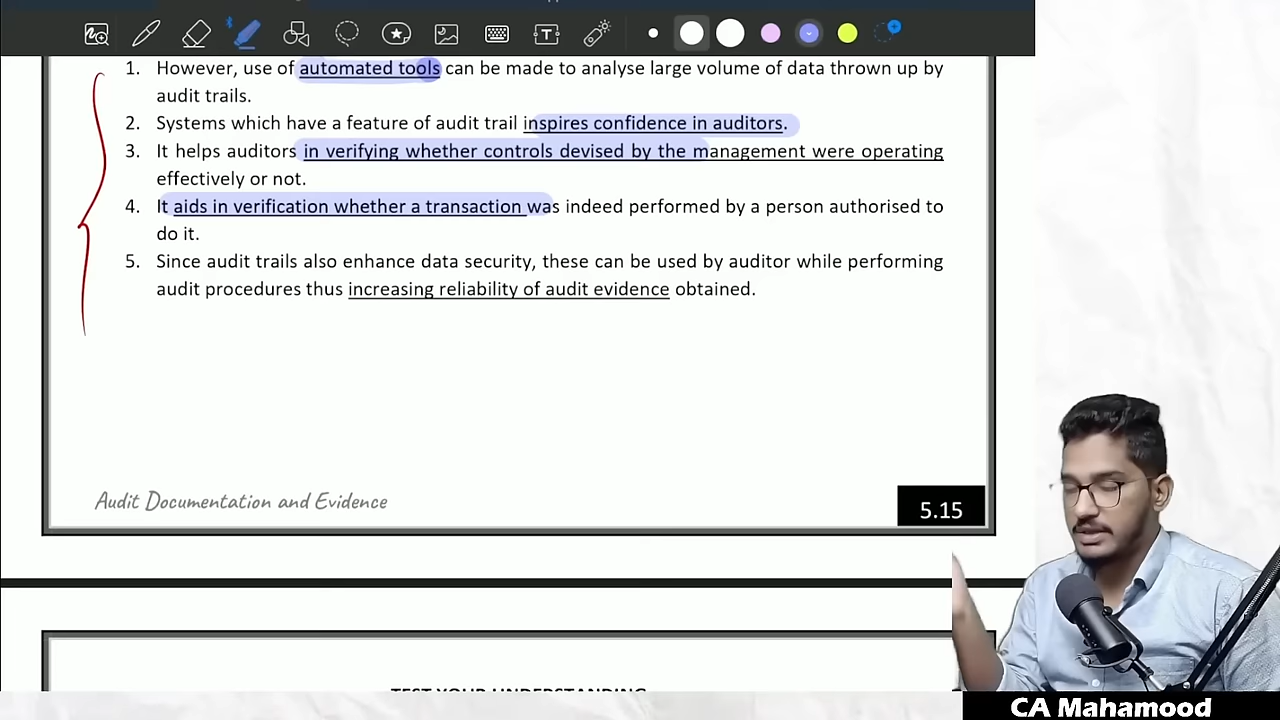 1. However, use of automated tools can be made to analyse large volume of data thrown up by
audit trails.
2. Systems which have a feature of audit trail inspires confidence in auditors.
3. It helps auditors in verifying whether controls devised by the management were operating
effectively or not.
4. It aids in verification whether a transaction was indeed performed by a person authorised to
do it.
5. Since audit trails also enhance data security, these can be used by auditor while performing
audit procedures thus increasing reliability of audit evidence obtained.
Audit Documentation and Evidence
5.15
TEST YOUR UNDERSTANDING
CA Mahamood